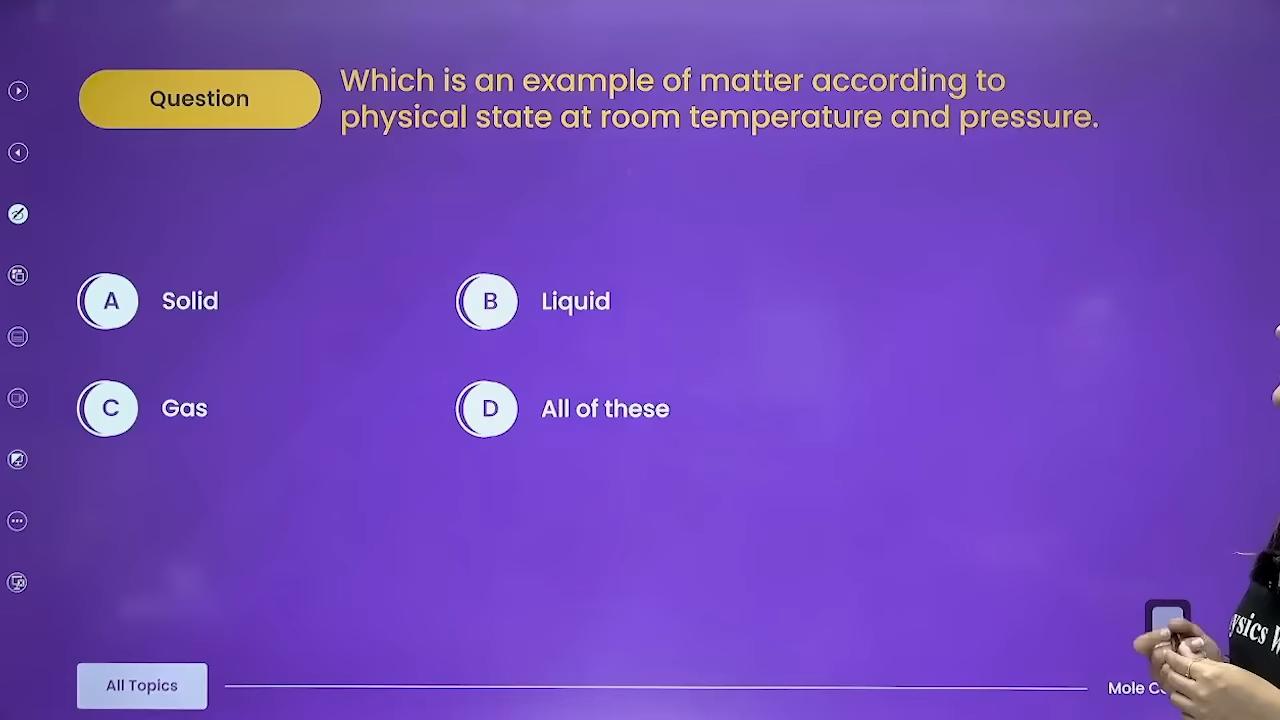 Question
Which is an example of matter according to
physical state at room temperature and pressure.
A Solid
B Liquid
C Gas
D All of these
All Topics
Mole